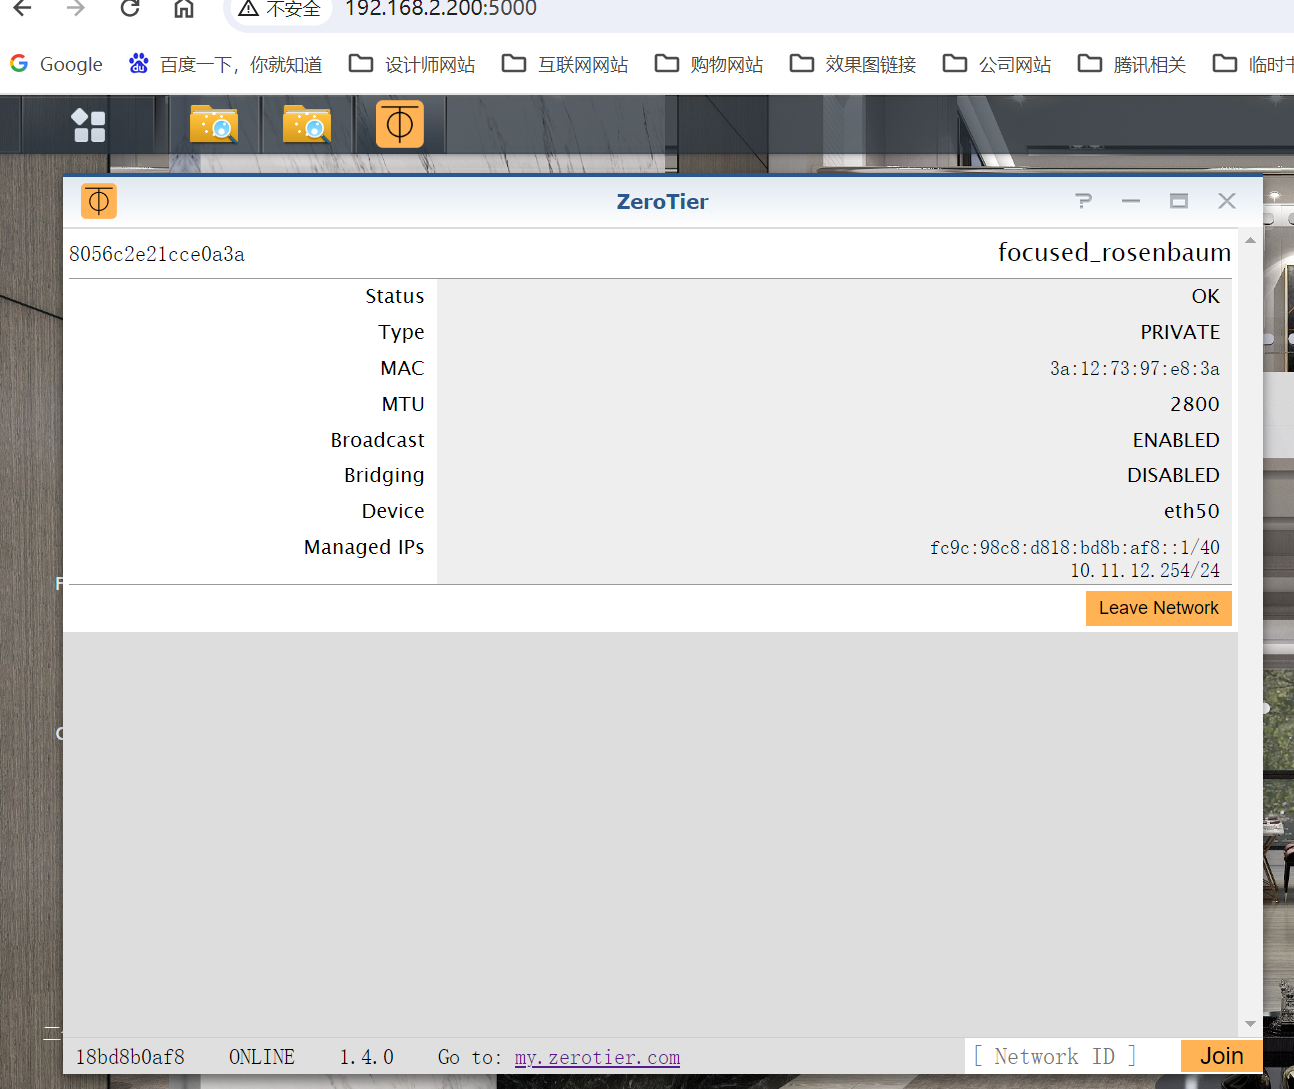 不安全 192.168.2.200:5000
Google 百度一下，你就知道 设计师网站 互联网网站 购物网站 效果图链接 公司网站 腾讯相关
ZeroTier
8056c2e21cce0a3a focused_rosenbaum
Status OK
Type PRIVATE
MAC 3a:12:73:97:e8:3a
MTU 2800
Broadcast ENABLED
Bridging DISABLED
Device eth50
Managed IPs fc9c:98c8:d818:bd8b:af8::1/40
10.11.12.254/24
Leave Network
18bd8b0af8 ONLINE 1.4.0 Go to: my.zerotier.com [ Network ID ] Join